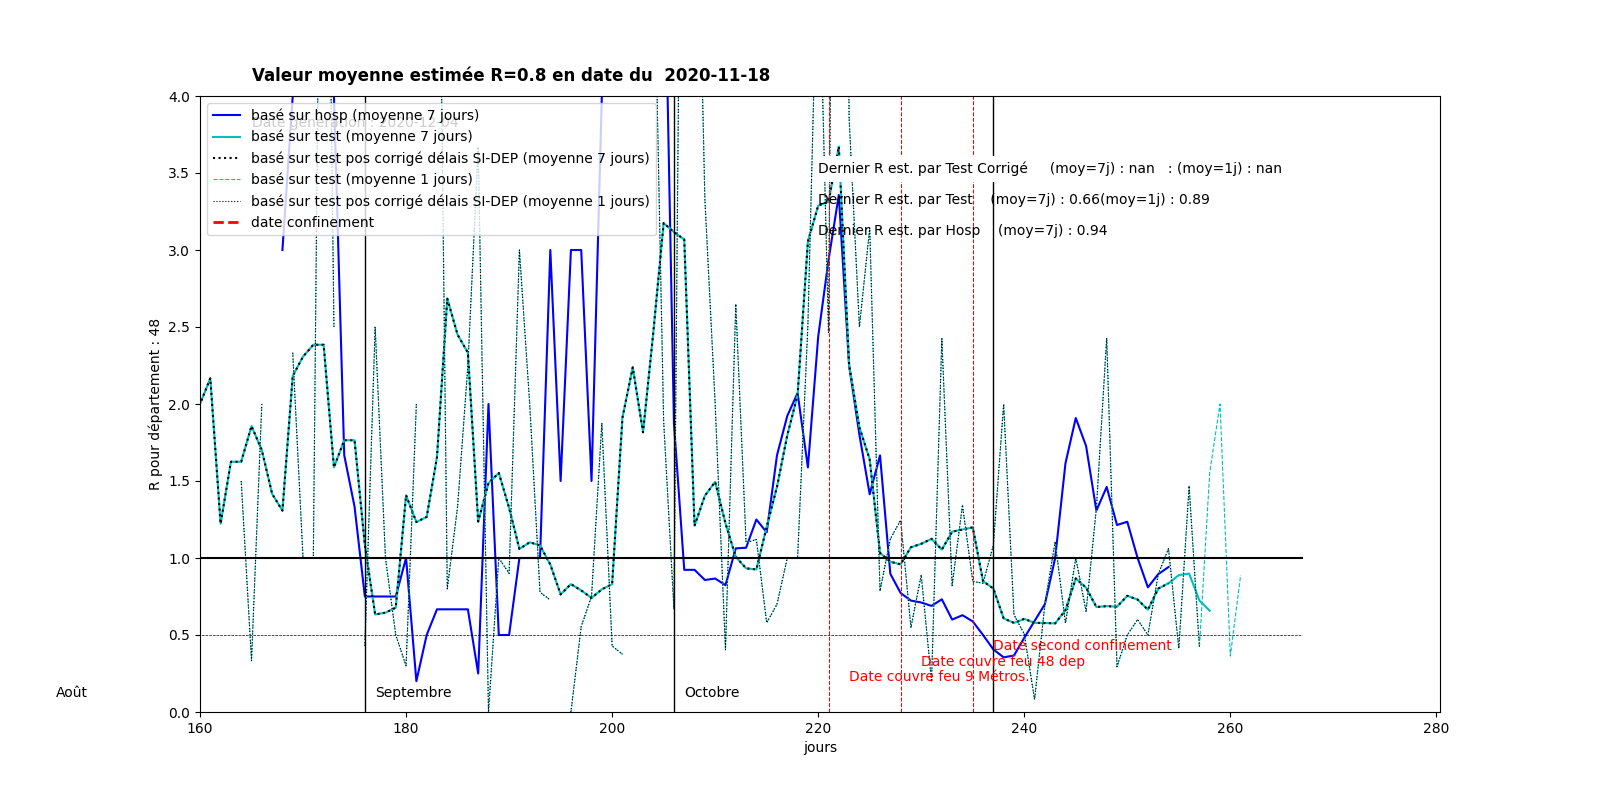 Valeur moyenne estimée R=0.8 en date du  2020-11-18
4.0
3.5
3.0
2.5
2.0
1.5
1.0
0.5
0.0
R pour département : 48
Date génération : 2020-12-04
basé sur hosp (moyenne 7 jours)
basé sur test (moyenne 7 jours)
basé sur test pos corrigé délais SI-DEP (moyenne 7 jours)
basé sur test (moyenne 1 jours)
basé sur test pos corrigé délais SI-DEP (moyenne 1 jours)
date confinement
Dernier R est. par Test Corrigé     (moy=7j) : nan   : (moy=1j) : nan
Dernier R est. par Test    (moy=7j) : 0.66(moy=1j) : 0.89
Dernier R est. par Hosp    (moy=7j) : 0.94
Date second confinement
Date couvre feu 48 dep
Date couvre feu 9 Métros.
Août
Septembre
Octobre
160 180 200 220 240 260 280
jours